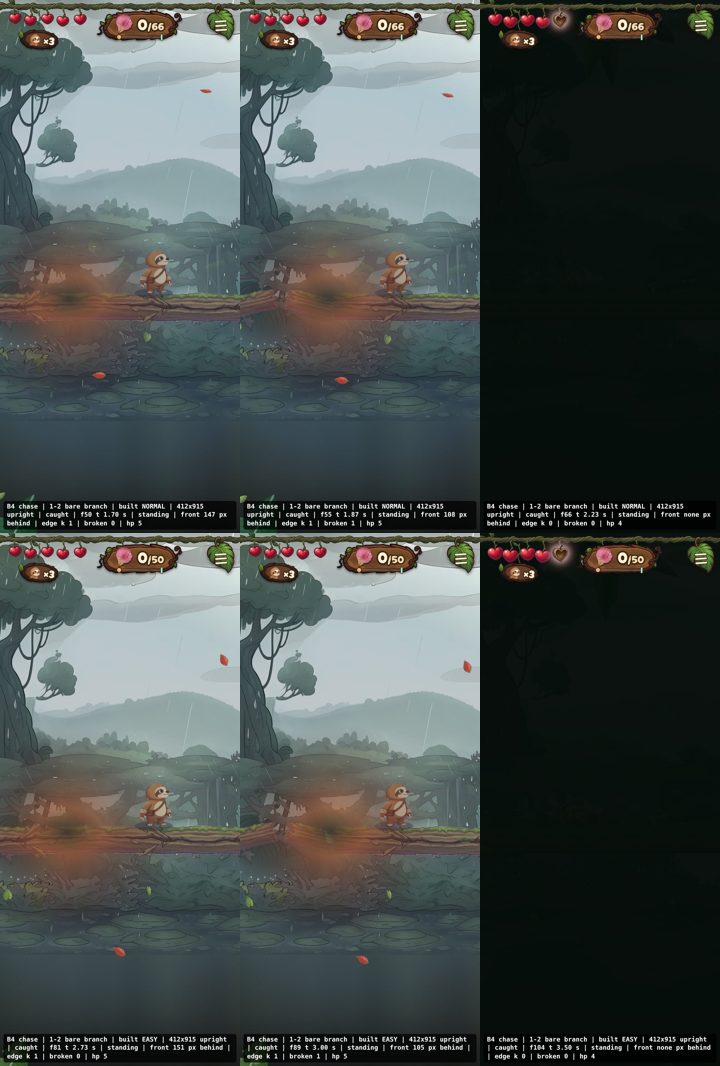 0/66
×3
0/66
×3
0/66
×3
B4 chase | 1-2 bare branch | built NORMAL | 412x915
upright | caught | f50 t 1.70 s | standing | front 147 px
behind | edge k 1 | broken 0 | hp 5
B4 chase | 1-2 bare branch | built NORMAL | 412x915
upright | caught | f55 t 1.87 s | standing | front 108 px
behind | edge k 1 | broken 1 | hp 5
B4 chase | 1-2 bare branch | built NORMAL | 412x915
upright | caught | f66 t 2.23 s | standing | front none px
behind | edge k 0 | broken 0 | hp 4
0/50
×3
0/50
×3
0/50
×3
B4 chase | 1-2 bare branch | built EASY | 412x915 upright
| caught | f81 t 2.73 s | standing | front 151 px behind |
edge k 1 | broken 0 | hp 5
B4 chase | 1-2 bare branch | built EASY | 412x915 upright
| caught | f89 t 3.00 s | standing | front 105 px behind |
edge k 1 | broken 1 | hp 5
B4 chase | 1-2 bare branch | built EASY | 412x915 upright
| caught | f104 t 3.50 s | standing | front none px behind
| edge k 0 | broken 0 | hp 4